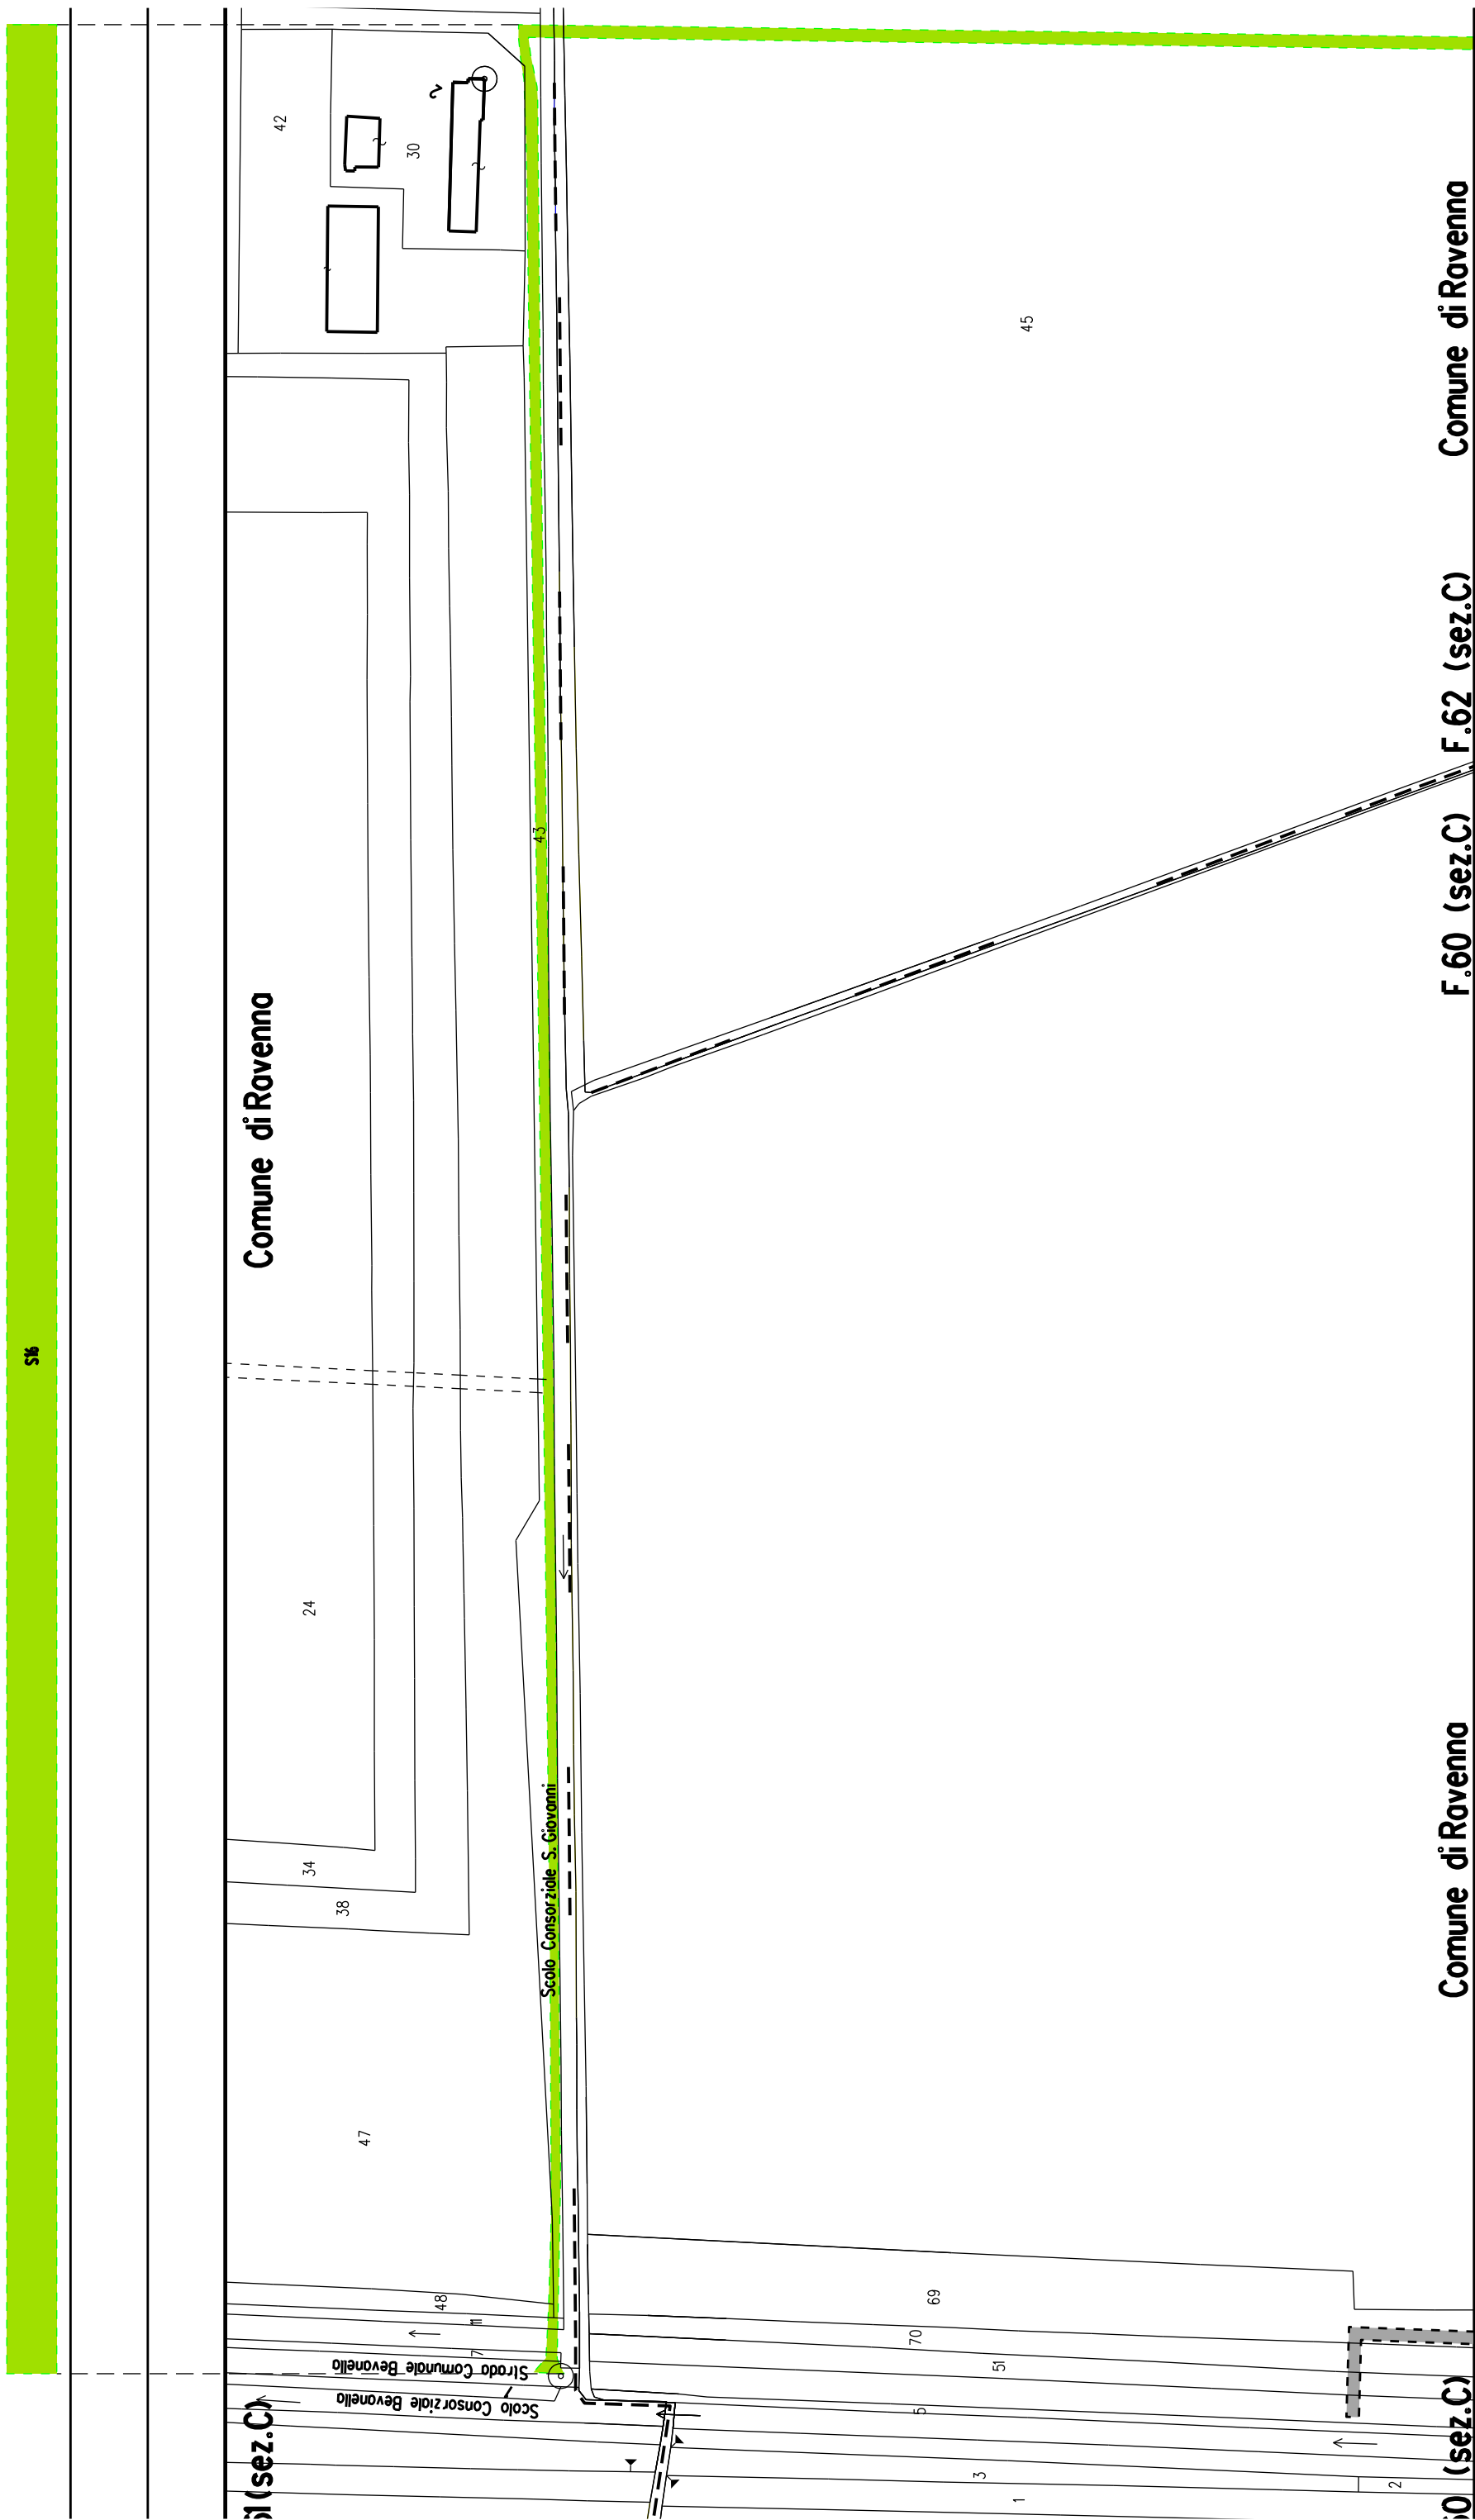 42
30
45
Comune di Ravenna
F.62 (sez.C)
43
F.60 (sez.C)
Comune di Ravenna
S16
24
Scolo Consorziale S. Giovanni
34
38
Comune di Ravenna
47
48
11
7
69
70
51
Strada Comunale Bevanella
Scolo Consorziale Bevanella
P
5
61 (sez.C)
60 (sez.C)
3
2
1